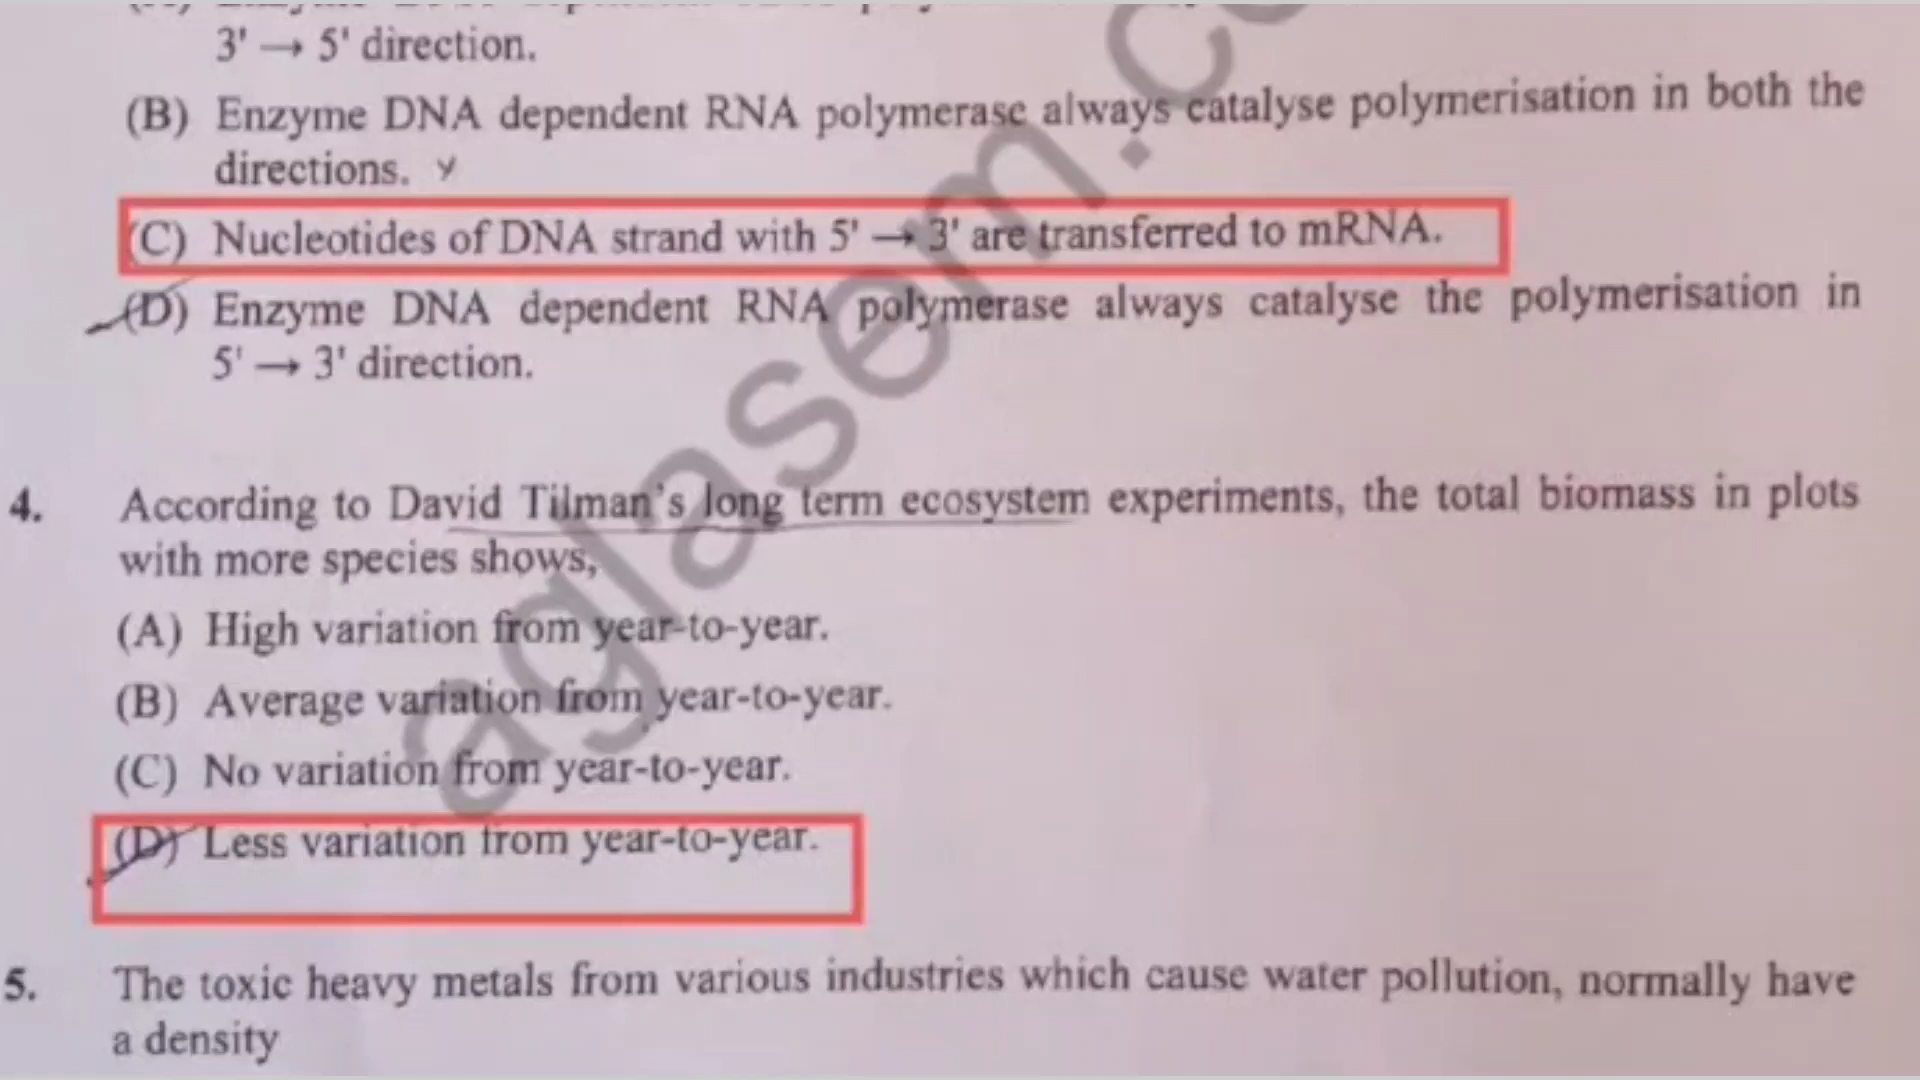 3' → 5' direction.
(B) Enzyme DNA dependent RNA polymerase always catalyse polymerisation in both the
directions.
(C) Nucleotides of DNA strand with 5' → 3' are transferred to mRNA.
(D) Enzyme DNA dependent RNA polymerase always catalyse the polymerisation in
5' → 3' direction.
4. According to David Tilman's long term ecosystem experiments, the total biomass in plots
with more species shows,
(A) High variation from year-to-year.
(B) Average variation from year-to-year.
(C) No variation from year-to-year.
(D) Less variation from year-to-year.
5. The toxic heavy metals from various industries which cause water pollution, normally have
a density
aglasem.co